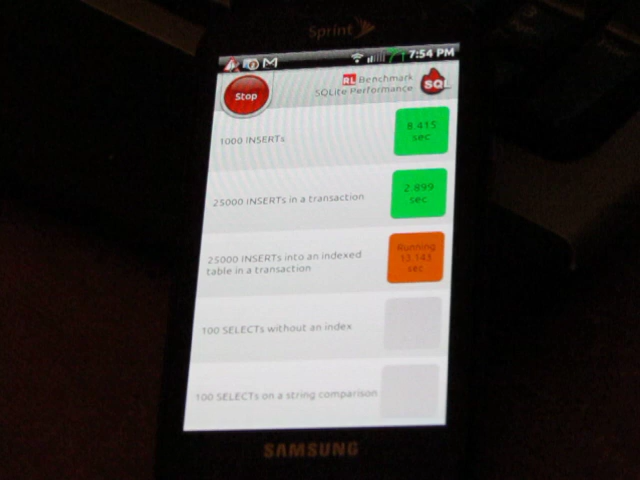 Sprint
7:54 PM
Stop
RL Benchmark
SQLite Performance
SQL
1000 INSERTs
8.415
sec
25000 INSERTs in a transaction
2.899
sec
25000 INSERTs into an indexed
table in a transaction
Running
13.143
sec
100 SELECTs without an index
100 SELECTs on a string comparison
SAMSUNG